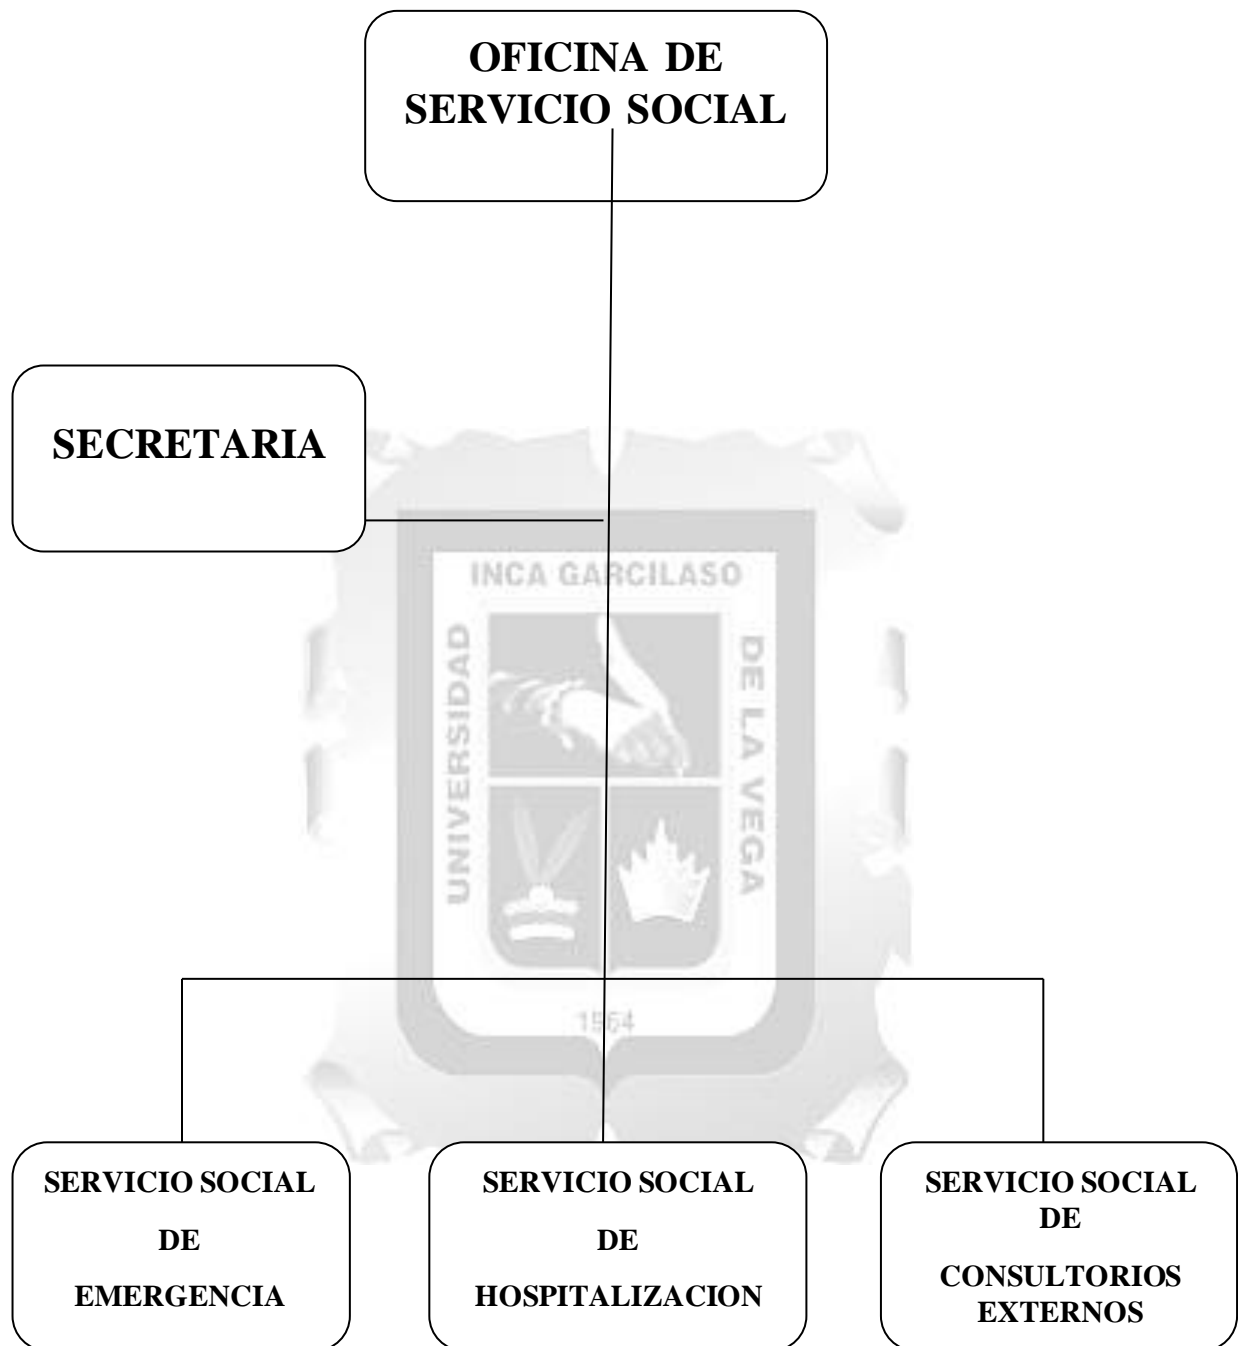 OFICINA DE
SERVICIO SOCIAL
SECRETARIA
INCA GARCILASO
UNIVERSIDAD
DE LA VEGA
1964
SERVICIO SOCIAL
DE
EMERGENCIA
SERVICIO SOCIAL
DE
HOSPITALIZACION
SERVICIO SOCIAL
DE
CONSULTORIOS
EXTERNOS